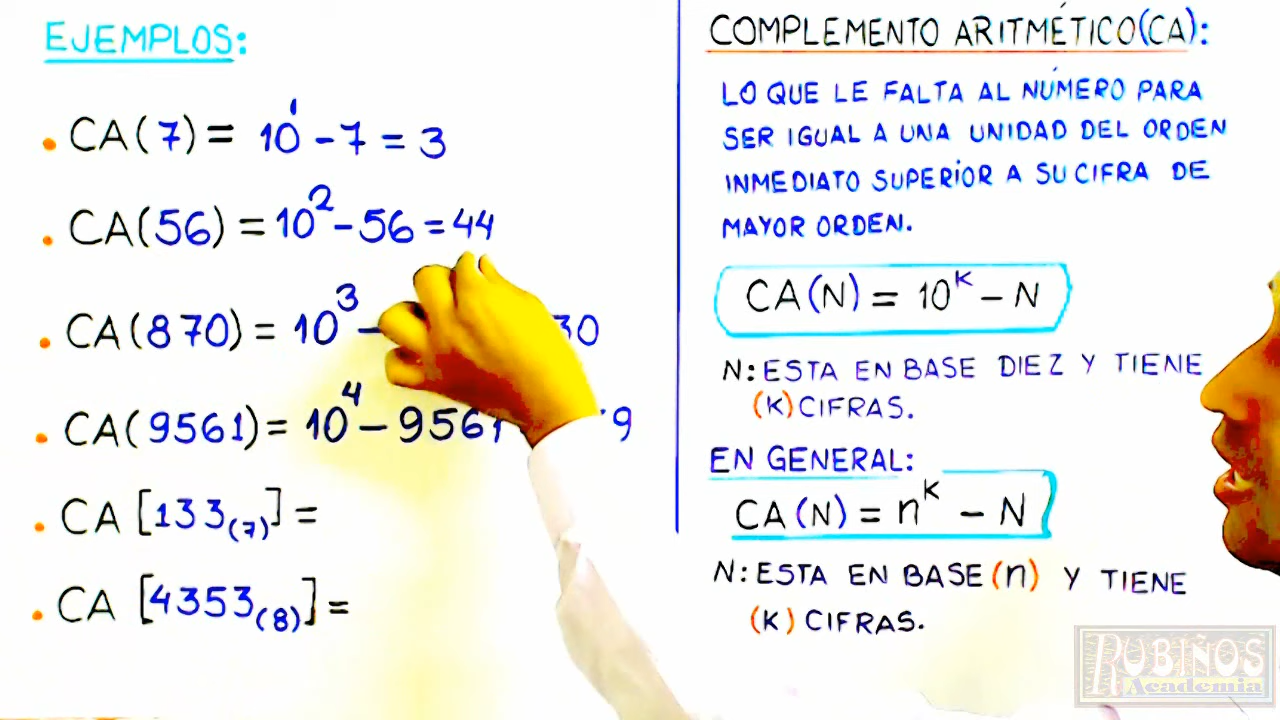 EJEMPLOS:
• CA(7) = 10¹ - 7 = 3
• CA(56) = 10² - 56 = 44
• CA(870) = 10³ - 30
• CA(9561) = 10⁴ - 9561 9
• CA [133₍₇₎] =
• CA [4353₍₈₎] =
COMPLEMENTO ARITMÉTICO(CA):
LO QUE LE FALTA AL NÚMERO PARA
SER IGUAL A UNA UNIDAD DEL ORDEN
INMEDIATO SUPERIOR A SU CIFRA DE
MAYOR ORDEN.
CA(N) = 10ᴷ - N
N: ESTA EN BASE DIEZ Y TIENE
(K) CIFRAS.
EN GENERAL:
CA(N) = nᴷ - N
N: ESTA EN BASE (n) Y TIENE
(K) CIFRAS.
RUBIÑOS
Academia